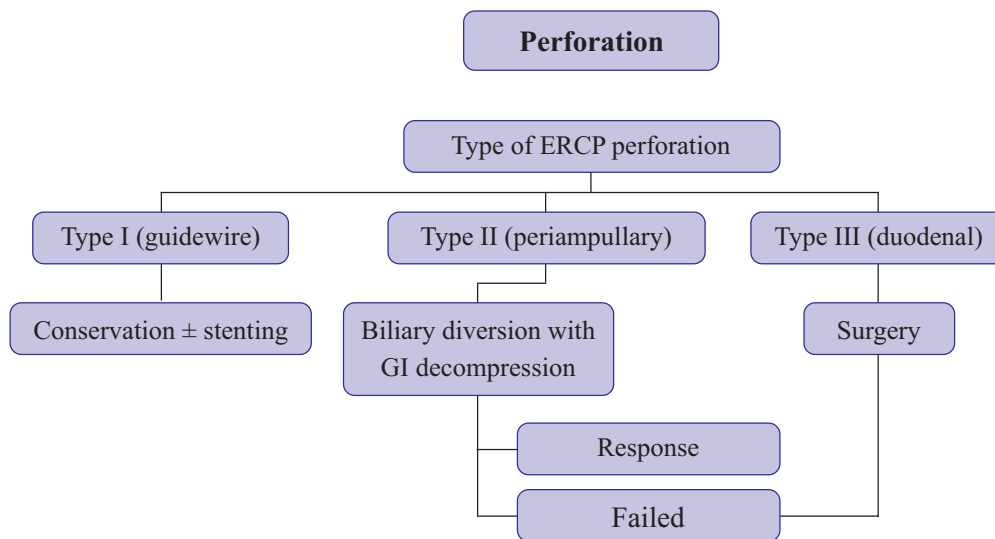 Perforation
Type of ERCP perforation
Type I (guidewire)
Type II (periampullary)
Type III (duodenal)
Conservation ± stenting
Biliary diversion with
GI decompression
Surgery
Response
Failed